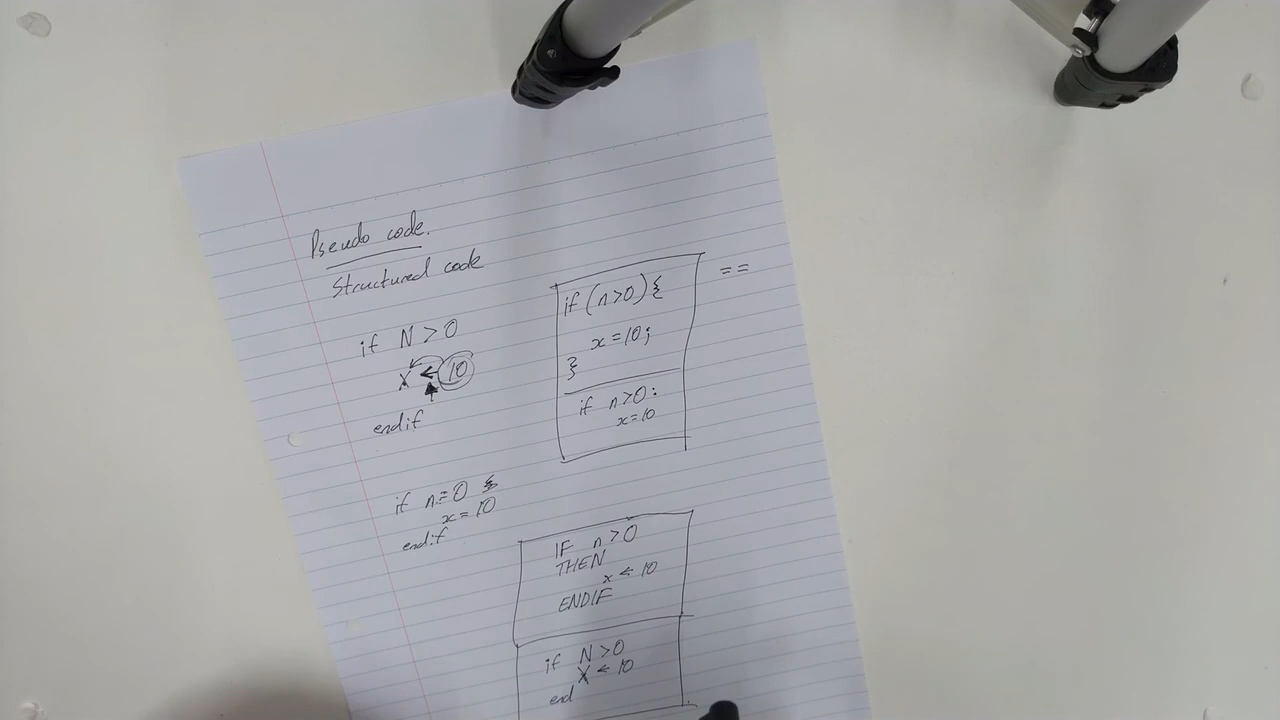 Pseudo code.
Structured code
if N > 0
X ← 10
endif
if (n>0) {
x = 10;
}
if n>0:
x=10
==
if n = 0
x = 10
endif
IF n > 0
THEN
x ← 10
ENDIF
if N > 0
X ← 10
end